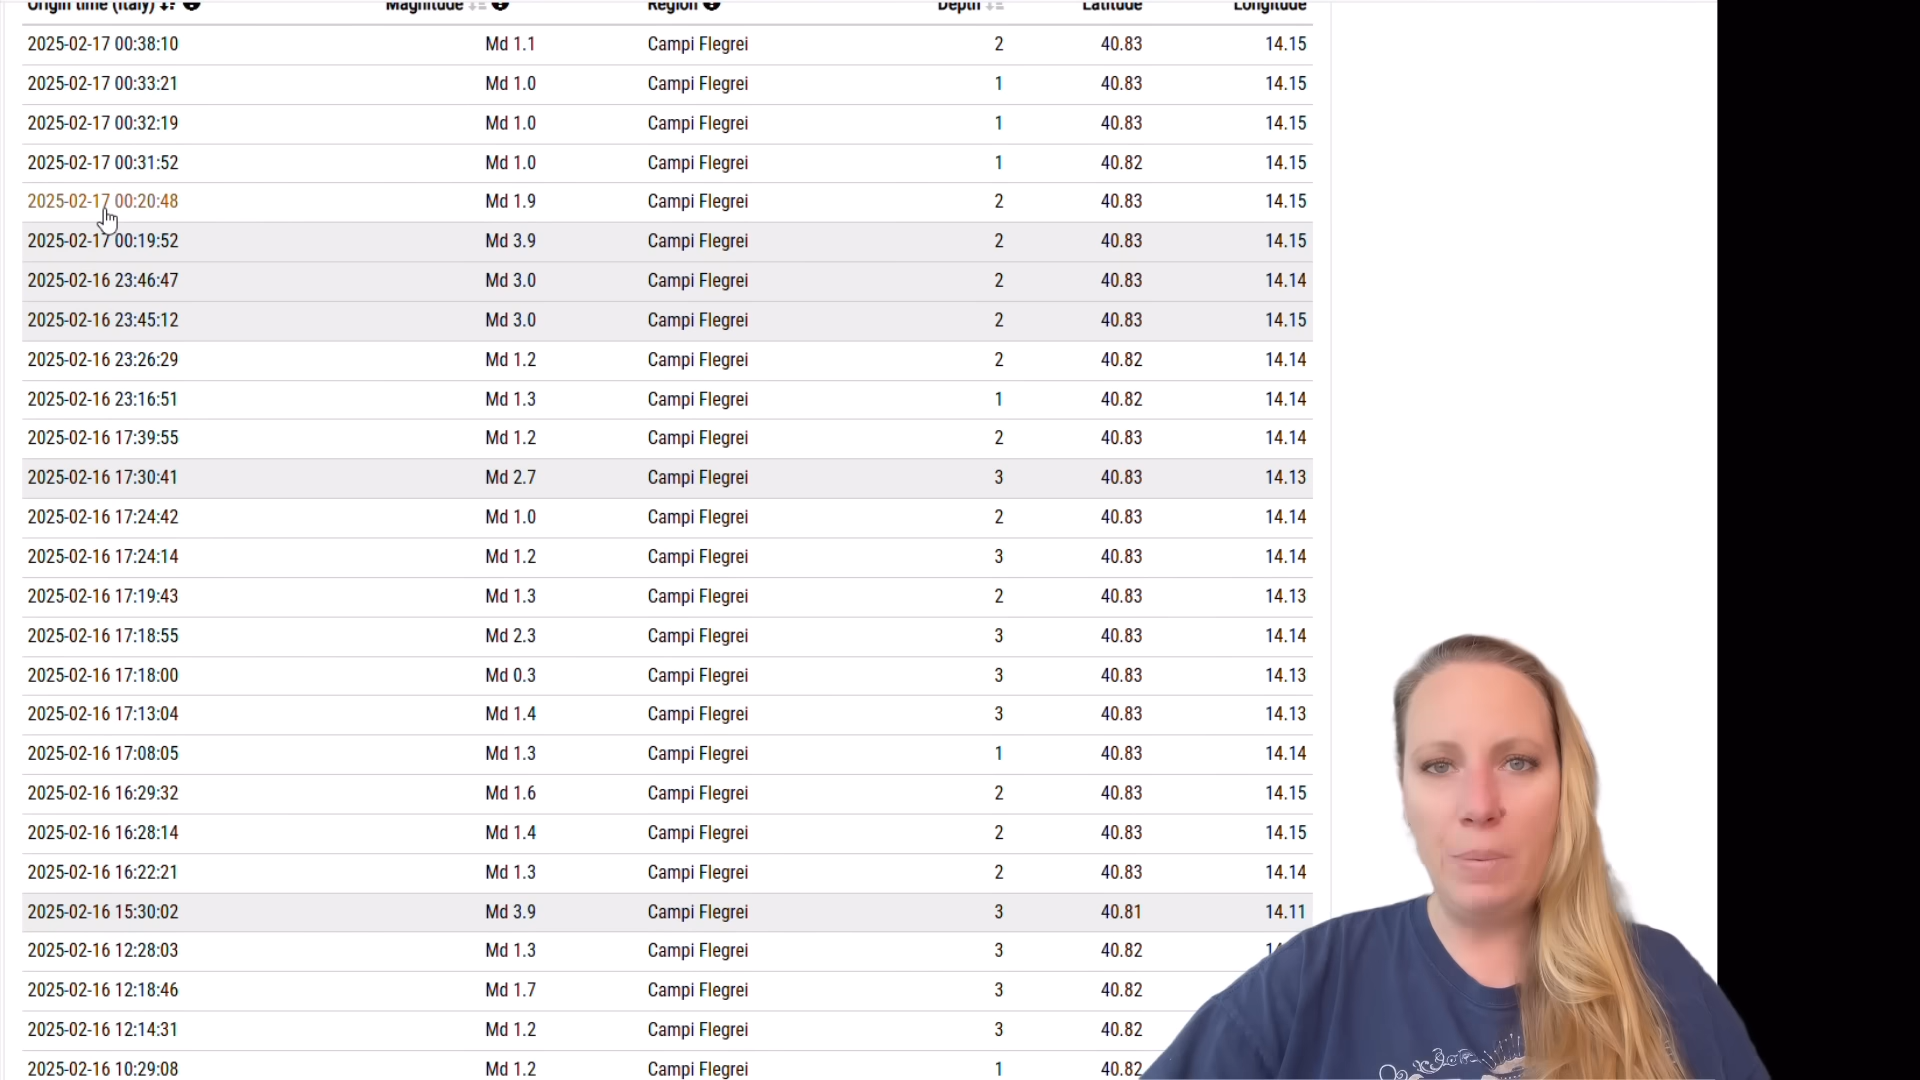 Origin time (Italy) Magnitude Region Depth Latitude Longitude
2025-02-17 00:38:10 Md 1.1 Campi Flegrei 2 40.83 14.15
2025-02-17 00:33:21 Md 1.0 Campi Flegrei 1 40.83 14.15
2025-02-17 00:32:19 Md 1.0 Campi Flegrei 1 40.83 14.15
2025-02-17 00:31:52 Md 1.0 Campi Flegrei 1 40.82 14.15
2025-02-17 00:20:48 Md 1.9 Campi Flegrei 2 40.83 14.15
2025-02-17 00:19:52 Md 3.9 Campi Flegrei 2 40.83 14.15
2025-02-16 23:46:47 Md 3.0 Campi Flegrei 2 40.83 14.14
2025-02-16 23:45:12 Md 3.0 Campi Flegrei 2 40.83 14.15
2025-02-16 23:26:29 Md 1.2 Campi Flegrei 2 40.82 14.14
2025-02-16 23:16:51 Md 1.3 Campi Flegrei 1 40.82 14.14
2025-02-16 17:39:55 Md 1.2 Campi Flegrei 2 40.83 14.14
2025-02-16 17:30:41 Md 2.7 Campi Flegrei 3 40.83 14.13
2025-02-16 17:24:42 Md 1.0 Campi Flegrei 2 40.83 14.14
2025-02-16 17:24:14 Md 1.2 Campi Flegrei 3 40.83 14.14
2025-02-16 17:19:43 Md 1.3 Campi Flegrei 2 40.83 14.13
2025-02-16 17:18:55 Md 2.3 Campi Flegrei 3 40.83 14.14
2025-02-16 17:18:00 Md 0.3 Campi Flegrei 3 40.83 14.13
2025-02-16 17:13:04 Md 1.4 Campi Flegrei 3 40.83 14.13
2025-02-16 17:08:05 Md 1.3 Campi Flegrei 1 40.83 14.14
2025-02-16 16:29:32 Md 1.6 Campi Flegrei 2 40.83 14.15
2025-02-16 16:28:14 Md 1.4 Campi Flegrei 2 40.83 14.15
2025-02-16 16:22:21 Md 1.3 Campi Flegrei 2 40.83 14.14
2025-02-16 15:30:02 Md 3.9 Campi Flegrei 3 40.81 14.11
2025-02-16 12:28:03 Md 1.3 Campi Flegrei 3 40.82
2025-02-16 12:18:46 Md 1.7 Campi Flegrei 3 40.82
2025-02-16 12:14:31 Md 1.2 Campi Flegrei 3 40.82
2025-02-16 10:29:08 Md 1.2 Campi Flegrei 1 40.82